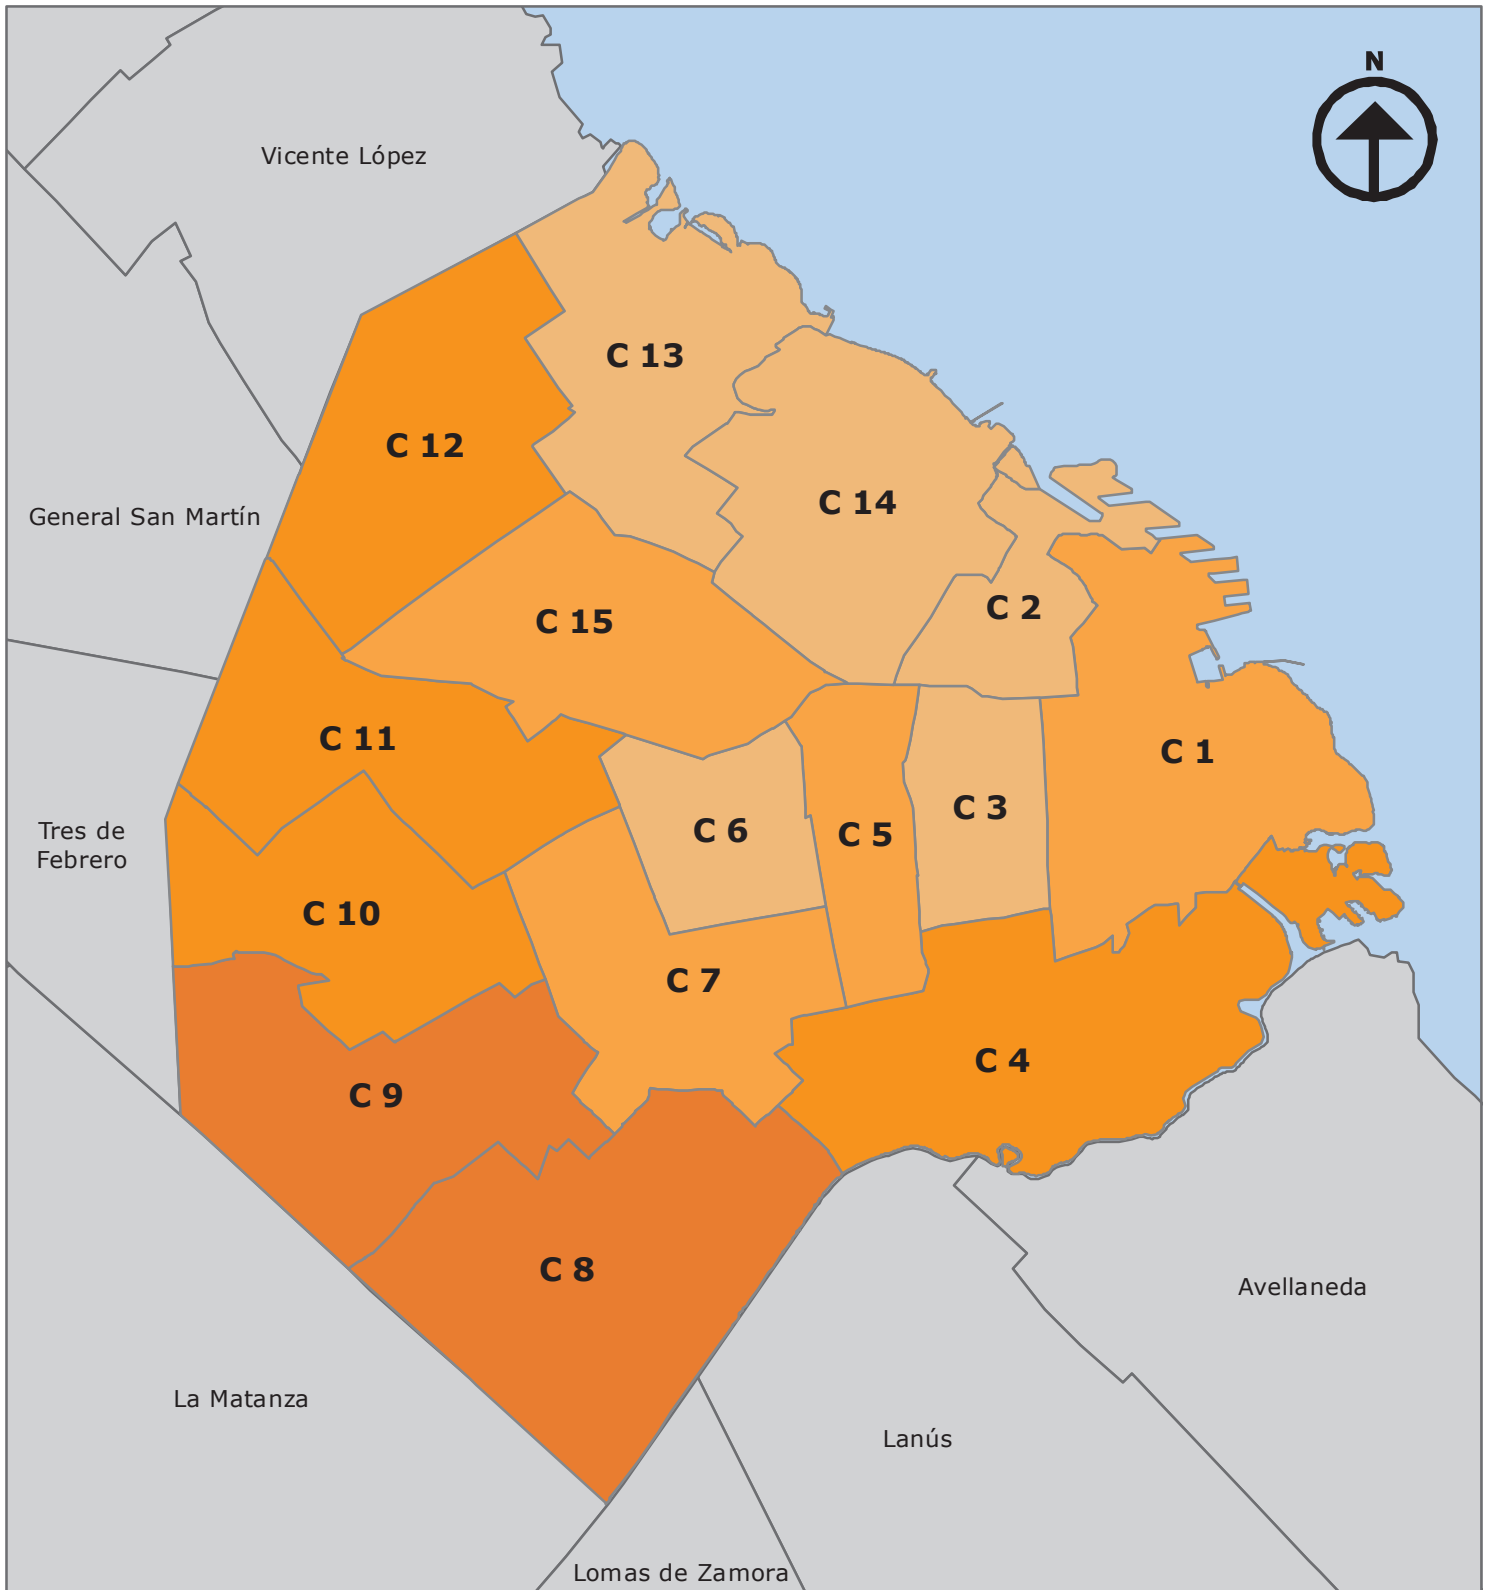 N
Vicente López
C 13
C 12
C 14
General San Martín
C 2
C 15
C 11
C 1
C 3
Tres de
Febrero
C 6
C 5
C 10
C 7
C 4
C 9
C 8
Avellaneda
La Matanza
Lanús
Lomas de Zamora